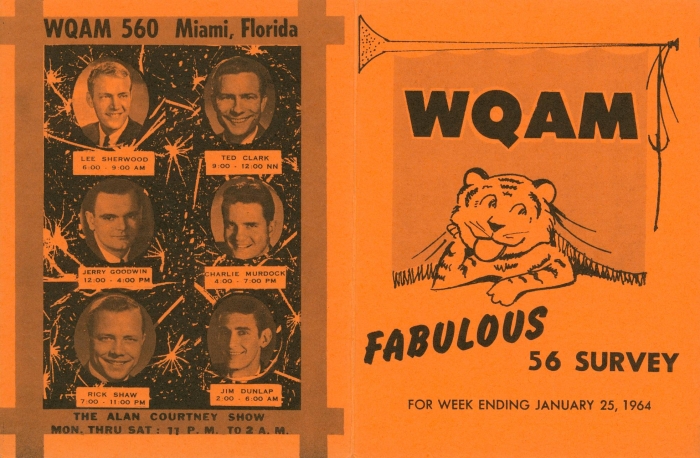 WQAM 560 Miami, Florida
LEE SHERWOOD
6:00 - 9:00 AM
TED CLARK
9:00 - 12:00 NN
JERRY GOODWIN
12:00 - 4:00 PM
CHARLIE MURDOCK
4:00 - 7:00 PM
RICK SHAW
7:00 - 11:00 PM
JIM DUNLAP
2:00 - 6:00 AM
THE ALAN COURTNEY SHOW
MON. THRU SAT: 11 P. M. TO 2 A. M.
WQAM
FABULOUS
56 SURVEY
FOR WEEK ENDING JANUARY 25, 1964